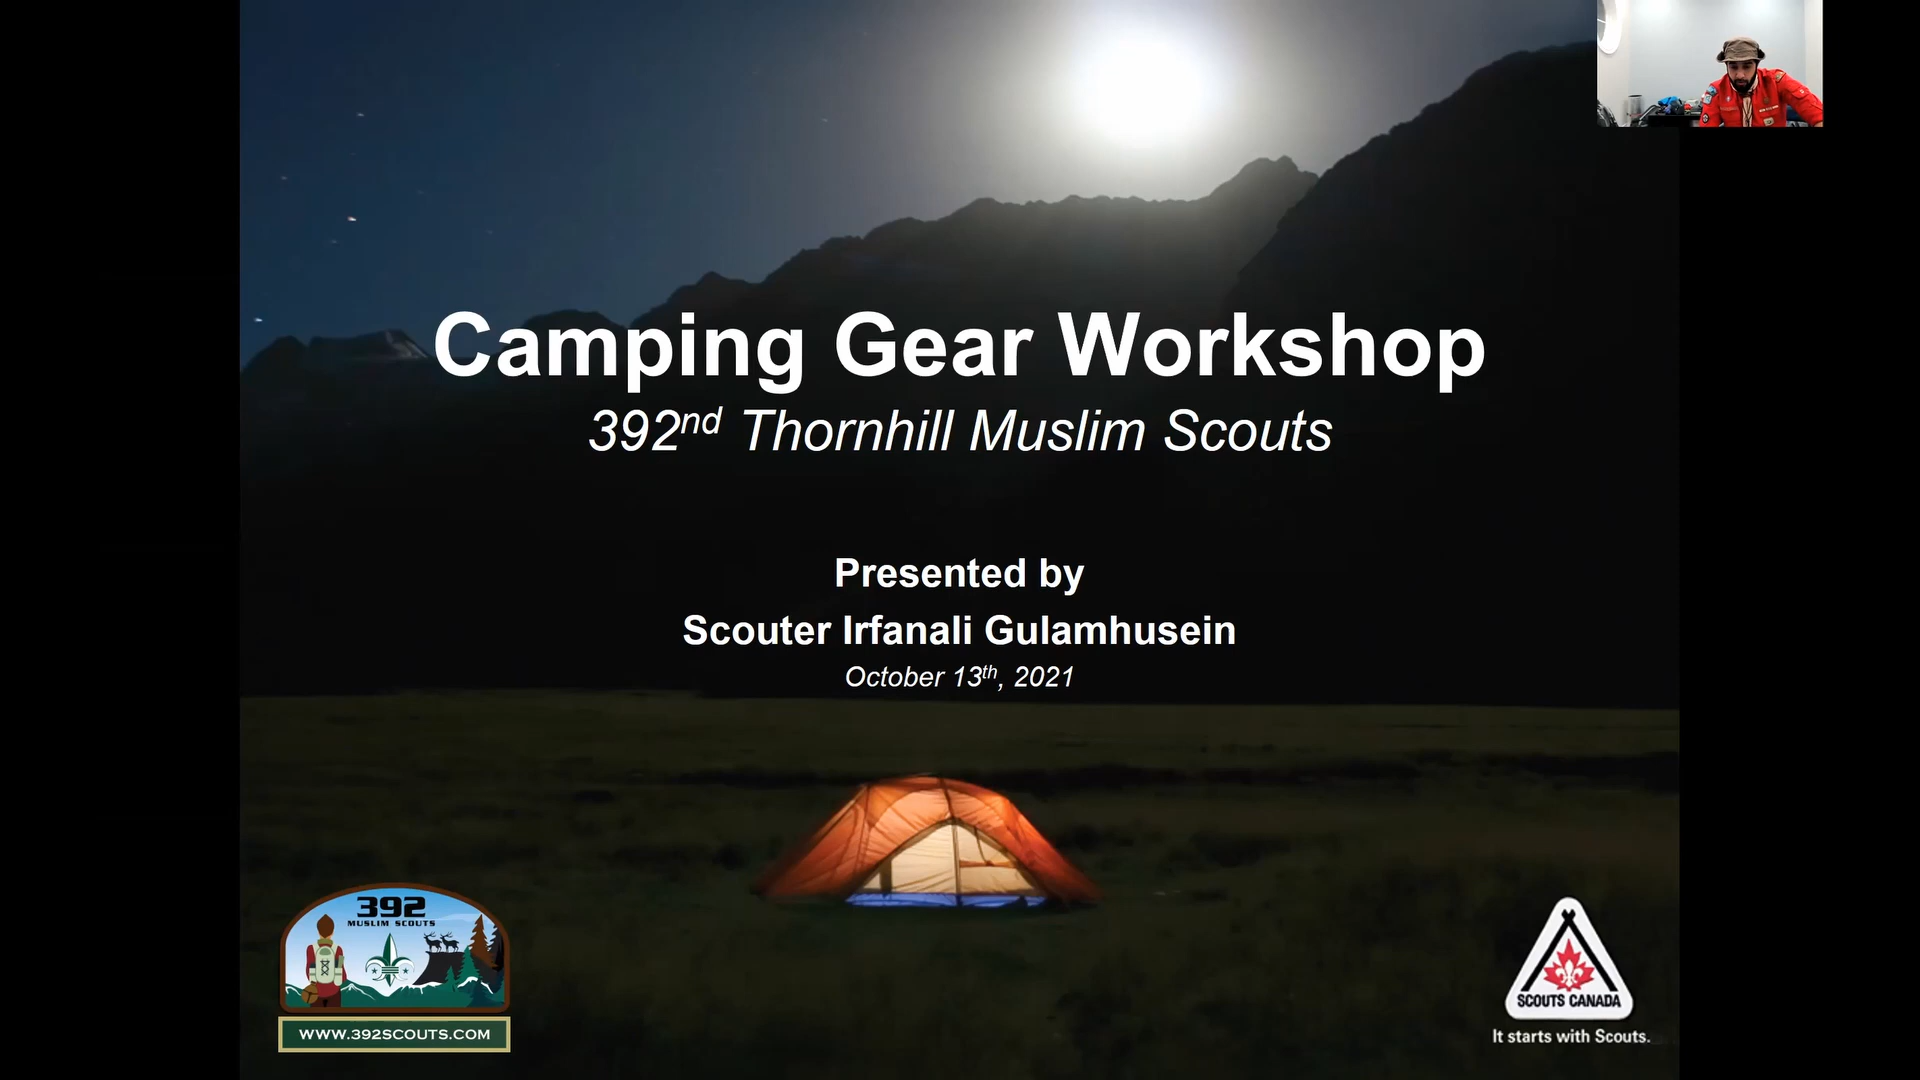 Camping Gear Workshop
392nd Thornhill Muslim Scouts
Presented by
Scouter Irfanali Gulamhusein
October 13th, 2021
392
MUSLIM SCOUTS
WWW.392SCOUTS.COM
SCOUTS CANADA
It starts with Scouts.